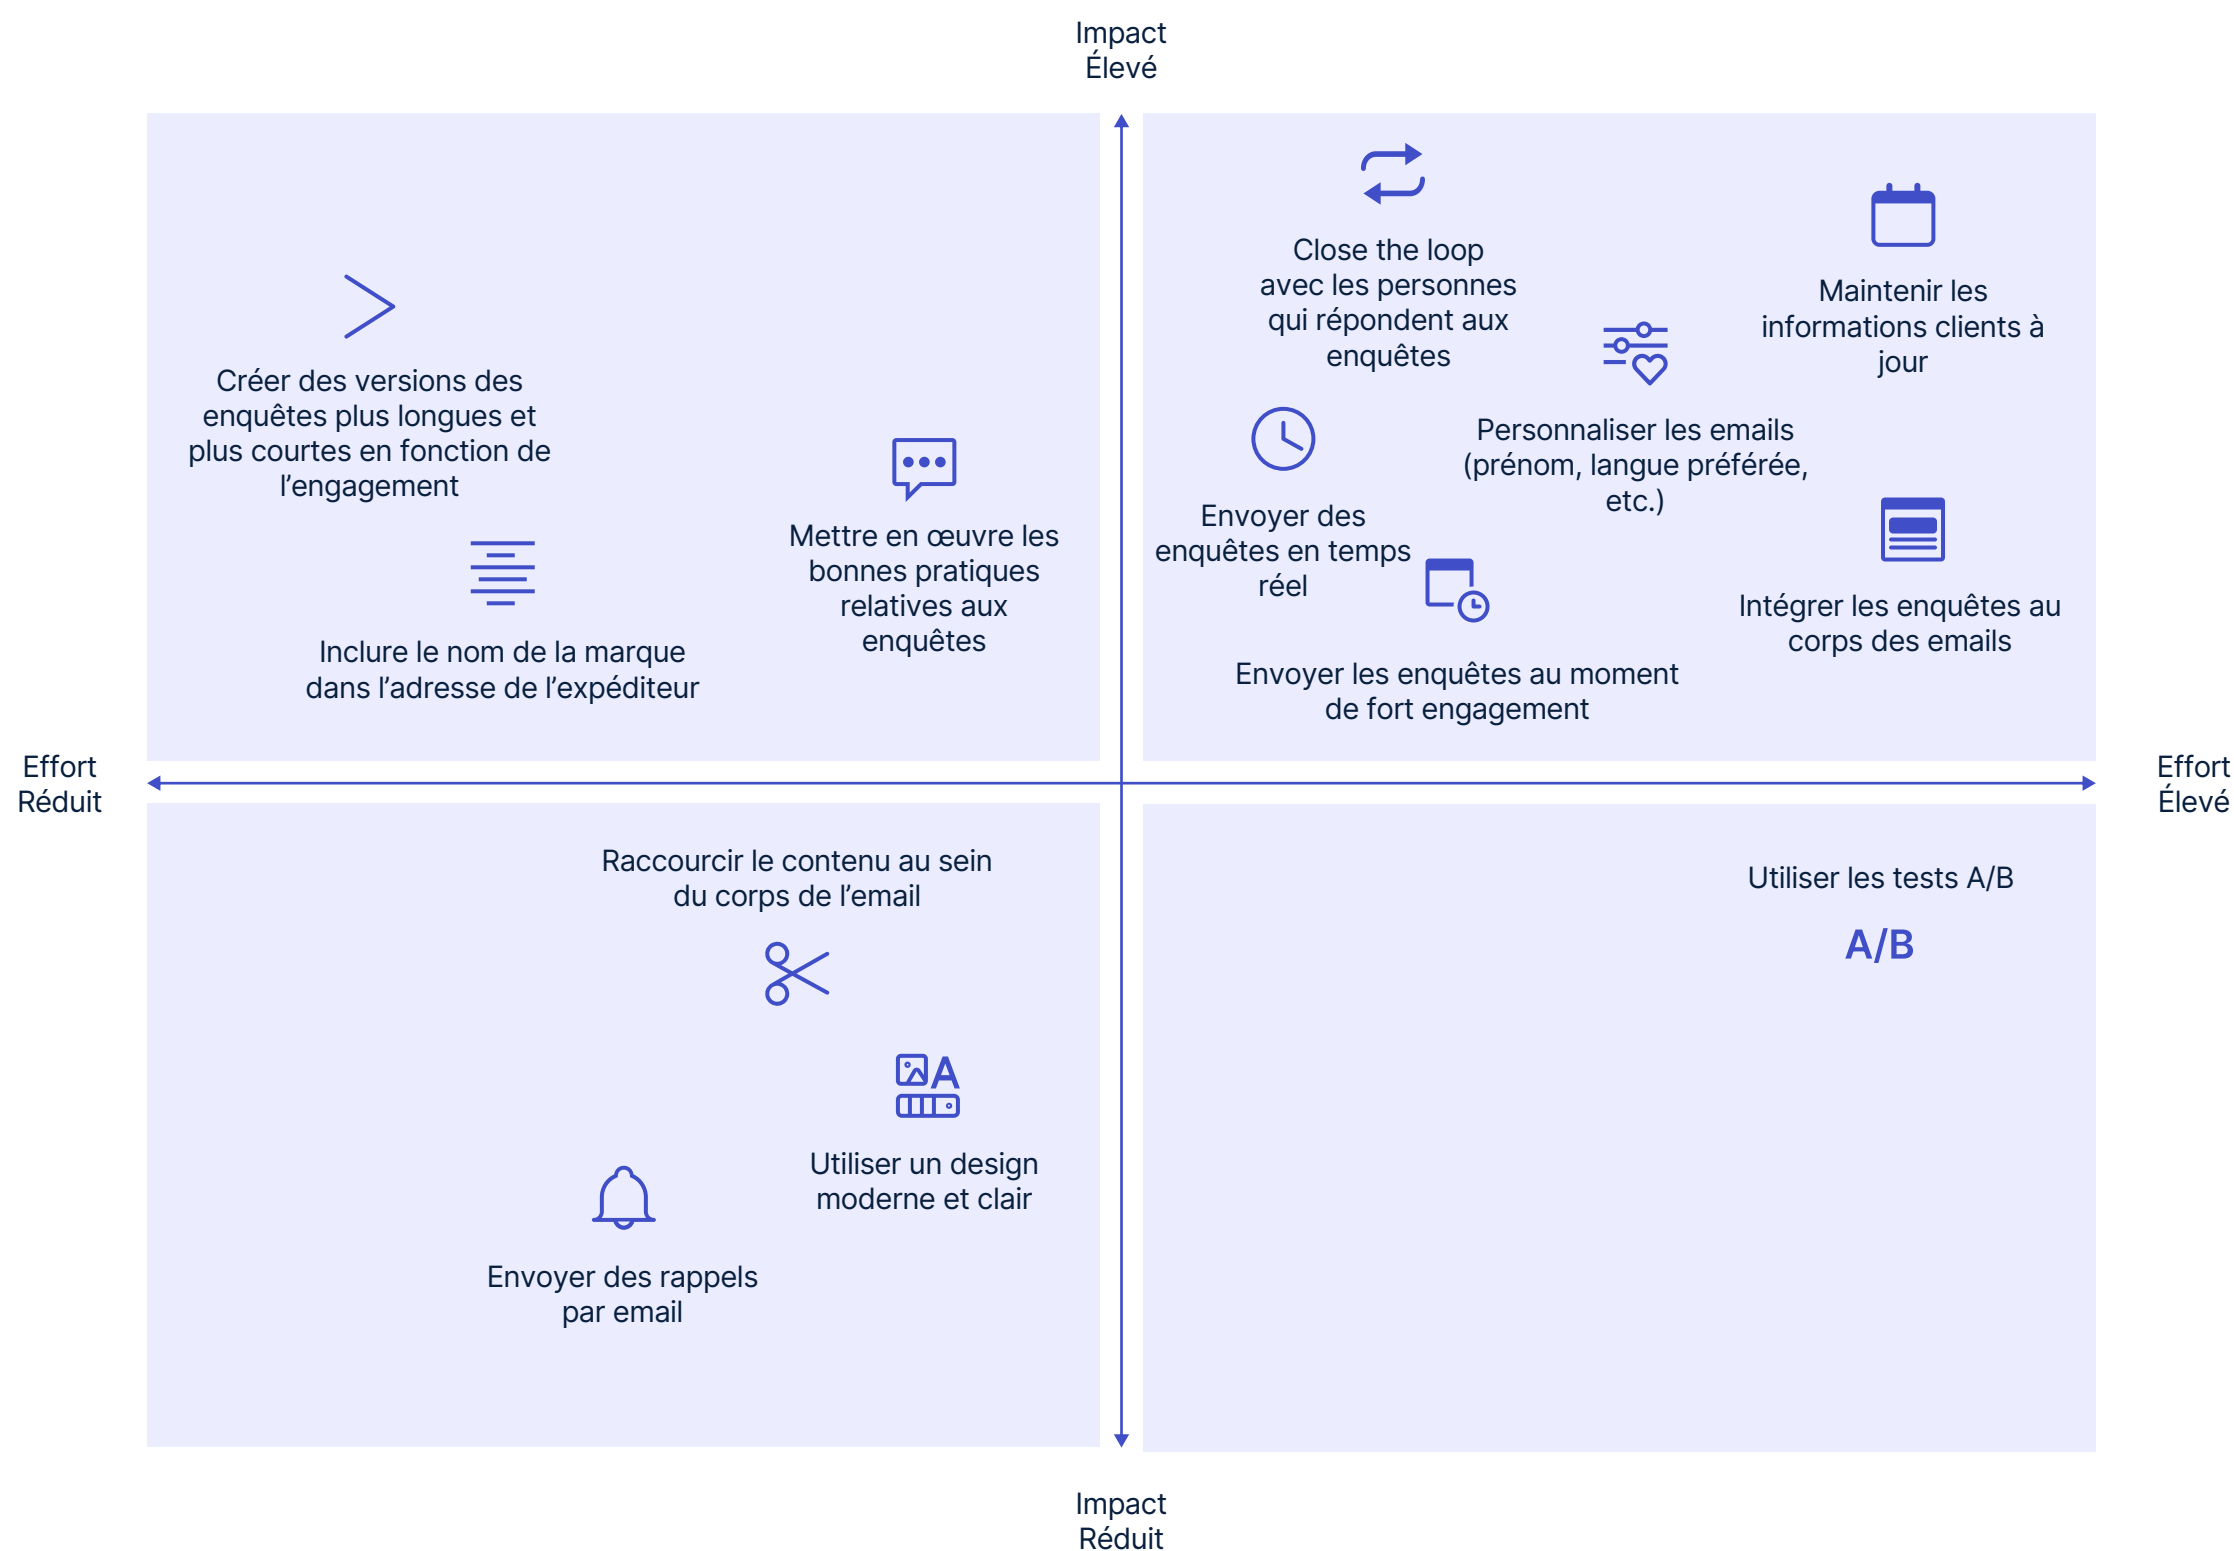 Impact
Élevé
Close the loop
avec les personnes
qui répondent aux
enquêtes
Maintenir les
informations clients à
jour
Créer des versions des
enquêtes plus longues et
plus courtes en fonction de
l’engagement
Personnaliser les emails
(prénom, langue préférée,
etc.)
Mettre en œuvre les
bonnes pratiques
relatives aux
enquêtes
Envoyer des
enquêtes en temps
réel
Inclure le nom de la marque
dans l’adresse de l’expéditeur
Intégrer les enquêtes au
corps des emails
Envoyer les enquêtes au moment
de fort engagement
Effort
Réduit
Effort
Élevé
Raccourcir le contenu au sein
du corps de l’email
Utiliser les tests A/B
A/B
A
Utiliser un design
moderne et clair
Envoyer des rappels
par email
Impact
Réduit